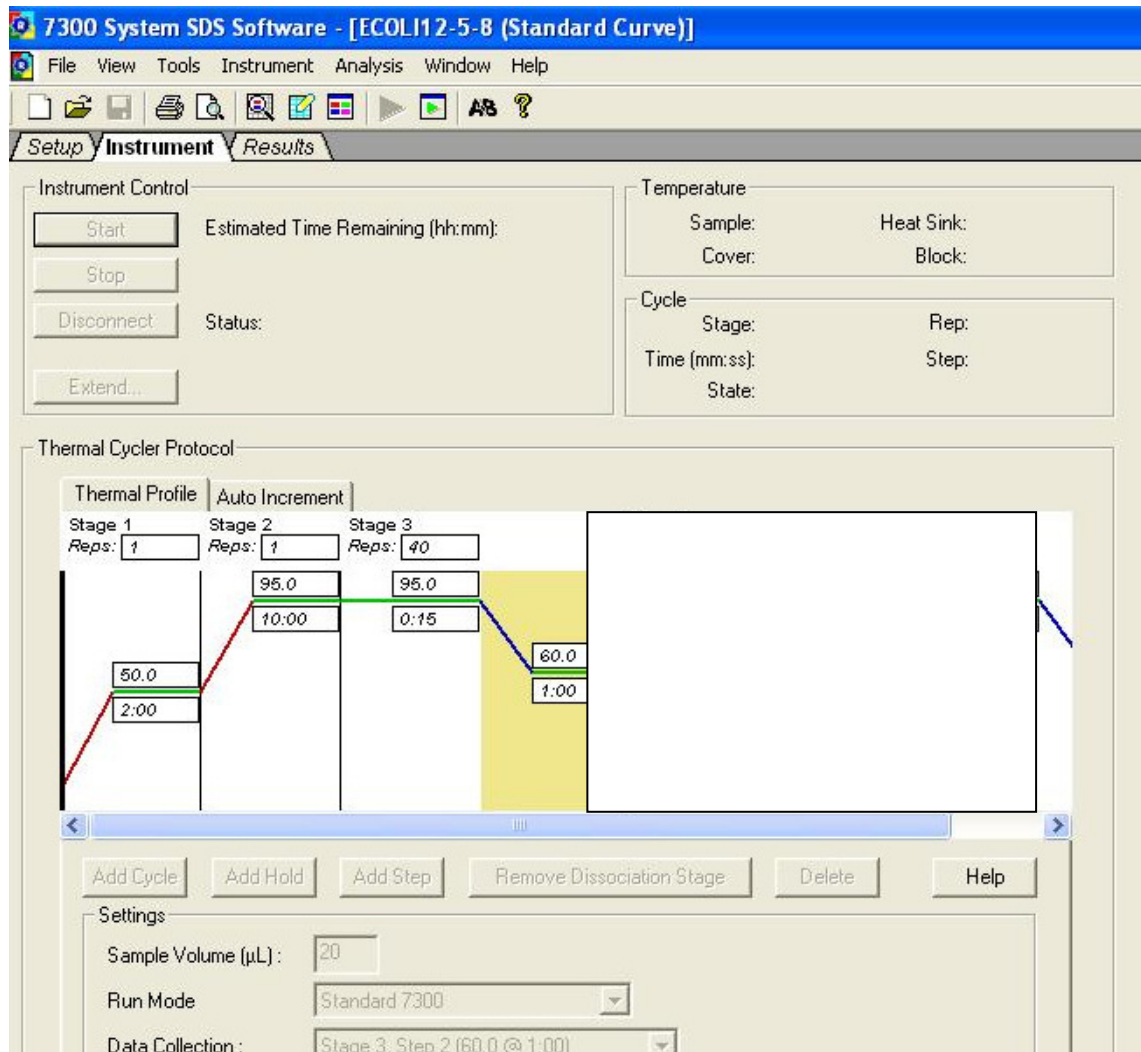 7300 System SDS Software - [ECOLI12-5-8 (Standard Curve)]
File View Tools Instrument Analysis Window Help
Setup Instrument Results
Instrument Control
Start Estimated Time Remaining (hh:mm):
Stop
Disconnect Status:
Extend...
Temperature
Sample: Heat Sink:
Cover: Block:
Cycle
Stage: Rep:
Time (mm:ss): Step:
State:
Thermal Cycler Protocol
Thermal Profile Auto Increment
Stage 1 Stage 2 Stage 3
Reps: 1 Reps: 1 Reps: 40
95.0 95.0
10:00 0:15
60.0
50.0
1:00
2:00
Add Cycle Add Hold Add Step Remove Dissociation Stage Delete Help
Settings
Sample Volume (µL) : 20
Run Mode Standard 7300
Data Collection : Stage 3, Step 2 (60.0 @ 1:00)